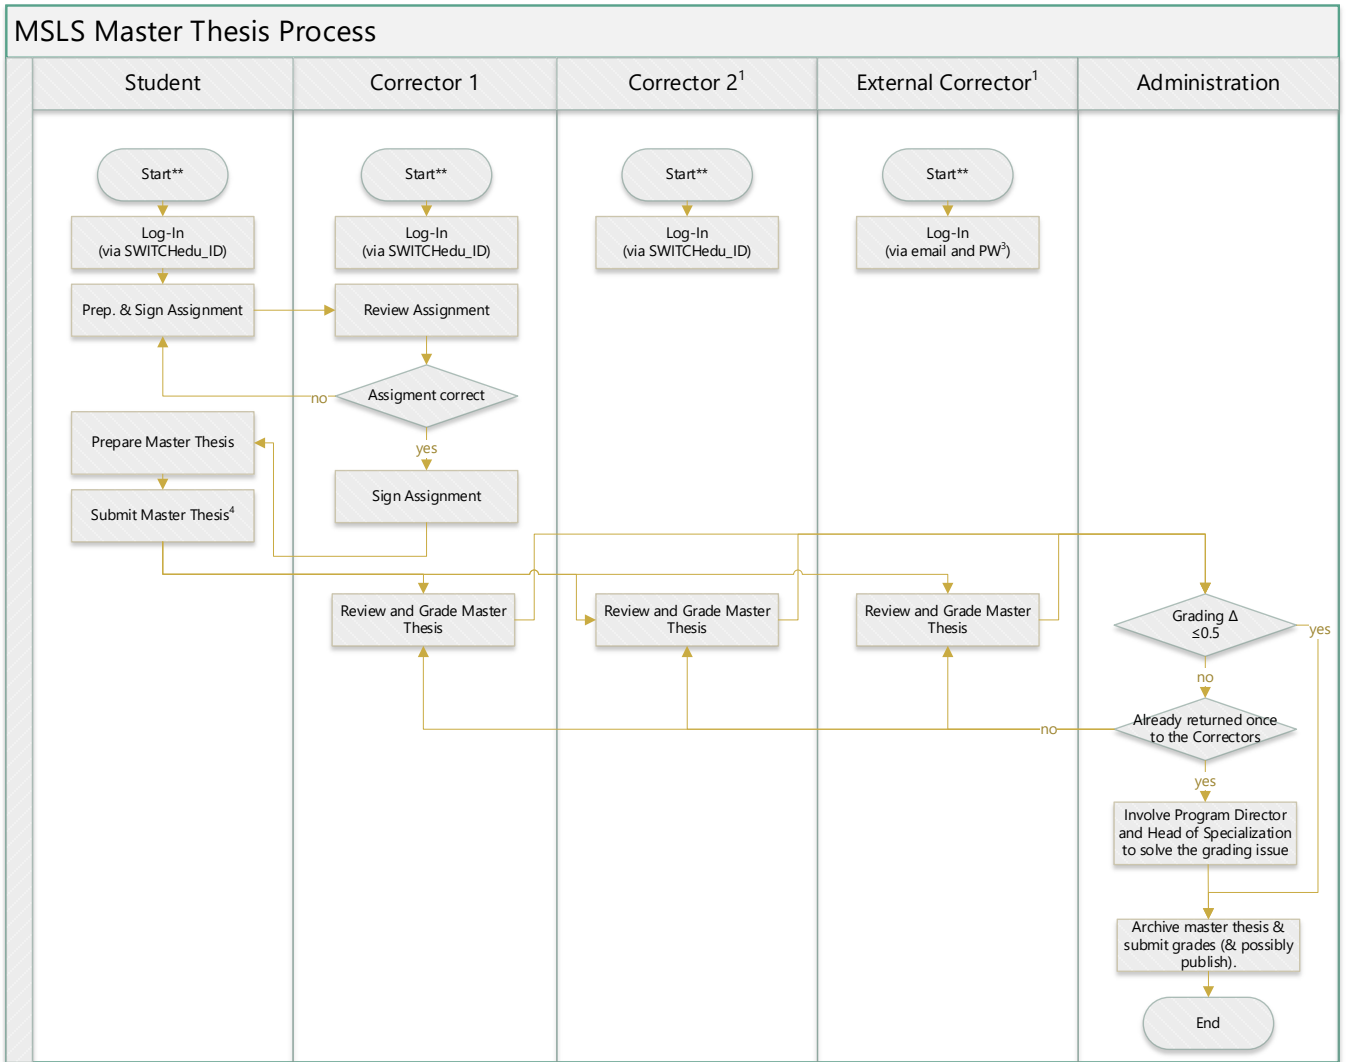 MSLS Master Thesis Process
Student
Corrector 1
Corrector 2¹
External Corrector¹
Administration
Start**
Start**
Start**
Start**
Log-In
(via SWITCHedu_ID)
Log-In
(via SWITCHedu_ID)
Log-In
(via SWITCHedu_ID)
Log-In
(via email and PW³)
Prep. & Sign Assignment
Review Assignment
Assigment correct
no
yes
Prepare Master Thesis
Sign Assignment
Submit Master Thesis⁴
Review and Grade Master
Thesis
Review and Grade Master
Thesis
Review and Grade Master
Thesis
Grading Δ
≤0.5
yes
no
Already returned once
to the Correctors
no
yes
Involve Program Director
and Head of Specialization
to solve the grading issue
Archive master thesis &
submit grades (& possibly
publish).
End